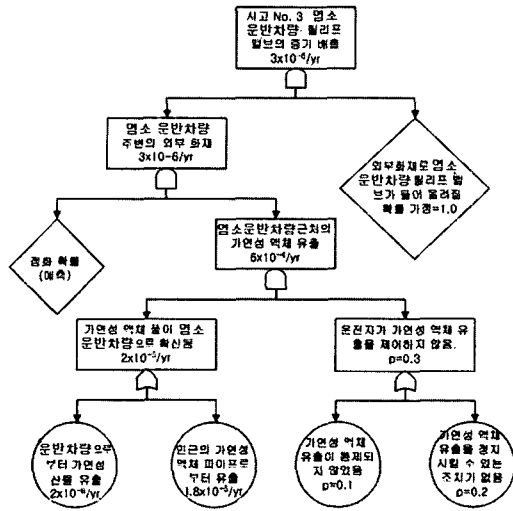 사고 No. 3 염소
운반차량 릴리프
밸브의 증기 배출
3x10⁻⁶/yr
염소 운반차량
주변의 외부 화재
3x10-6/yr
외부화재로 염소
운반차량 릴리프 밸
브가 들어 올려질
확률 가정=1.0
점화 확률
(예측)
염소운반차량근처의
가연성 액체 유출
6x10⁻⁶/yr
가연성 액체 풀이 염소
운반차량으로 확산됨
2x10⁻⁵/yr
운전자가 가연성 액체 유
출을 제어하지 않음.
p=0.3
운반차량으로
부터 가연성
산물 유출
2x10⁻⁶/yr
인근의 가연성
액체 파이프로
부터 유출
1.8x10⁻⁵/yr
가연성 액체
유출이 통제되
지 않았음
p=0.1
가연성 액체
유출을 정지
시킬 수 있는
조치가 없음
p=0.2